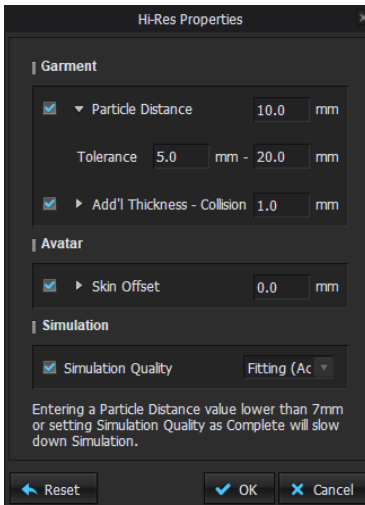 Hi-Res Properties
Garment
Particle Distance 10.0 mm
Tolerance 5.0 mm - 20.0 mm
Add'l Thickness - Collision 1.0 mm
Avatar
Skin Offset 0.0 mm
Simulation
Simulation Quality Fitting (Ac
Entering a Particle Distance value lower than 7mm
or setting Simulation Quality as Complete will slow
down Simulation.
Reset OK Cancel